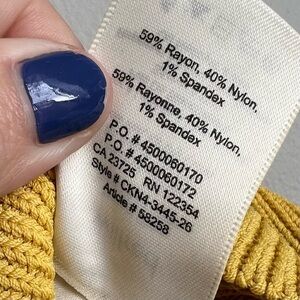 59% Rayon, 40% Nylon,
1% Spandex
59% Rayonne, 40% Nylon,
1% Spandex
P.O. # 4500060170
P.O. # 4500060172
CA 23725 RN 122354
Style # CKN4-3445-26
Article # 58258